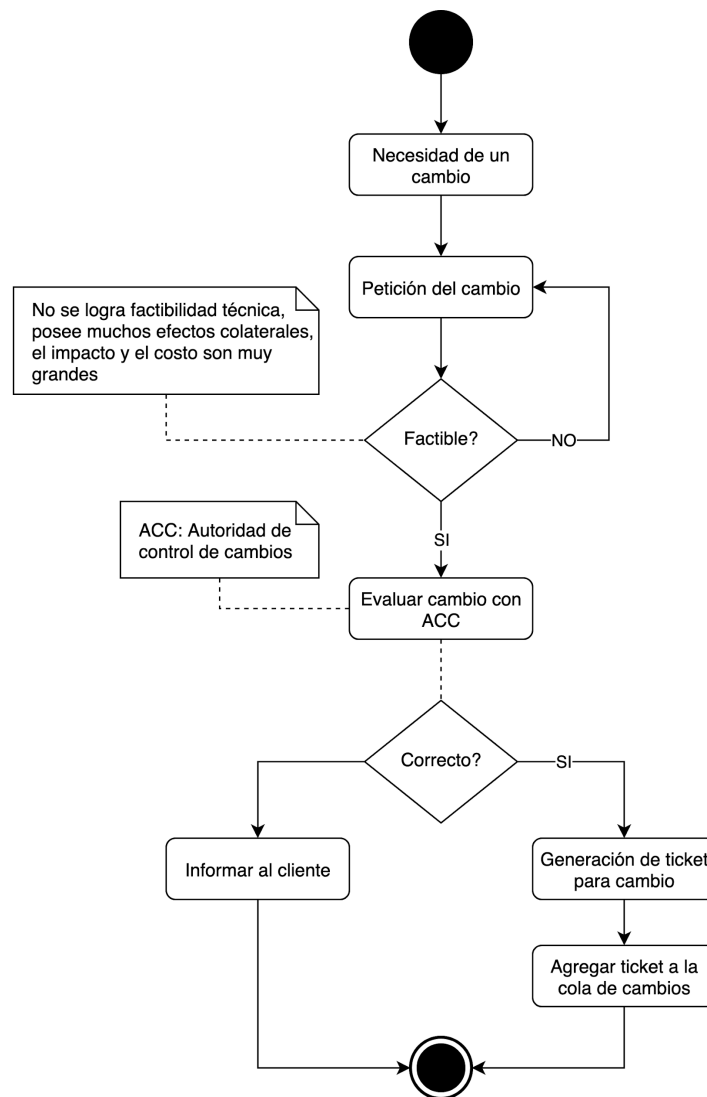 Necesidad de un
cambio
Petición del cambio
No se logra factibilidad técnica,
posee muchos efectos colaterales,
el impacto y el costo son muy
grandes
Factible?
NO
SI
ACC: Autoridad de
control de cambios
Evaluar cambio con
ACC
Correcto?
SI
Informar al cliente
Generación de ticket
para cambio
Agregar ticket a la
cola de cambios